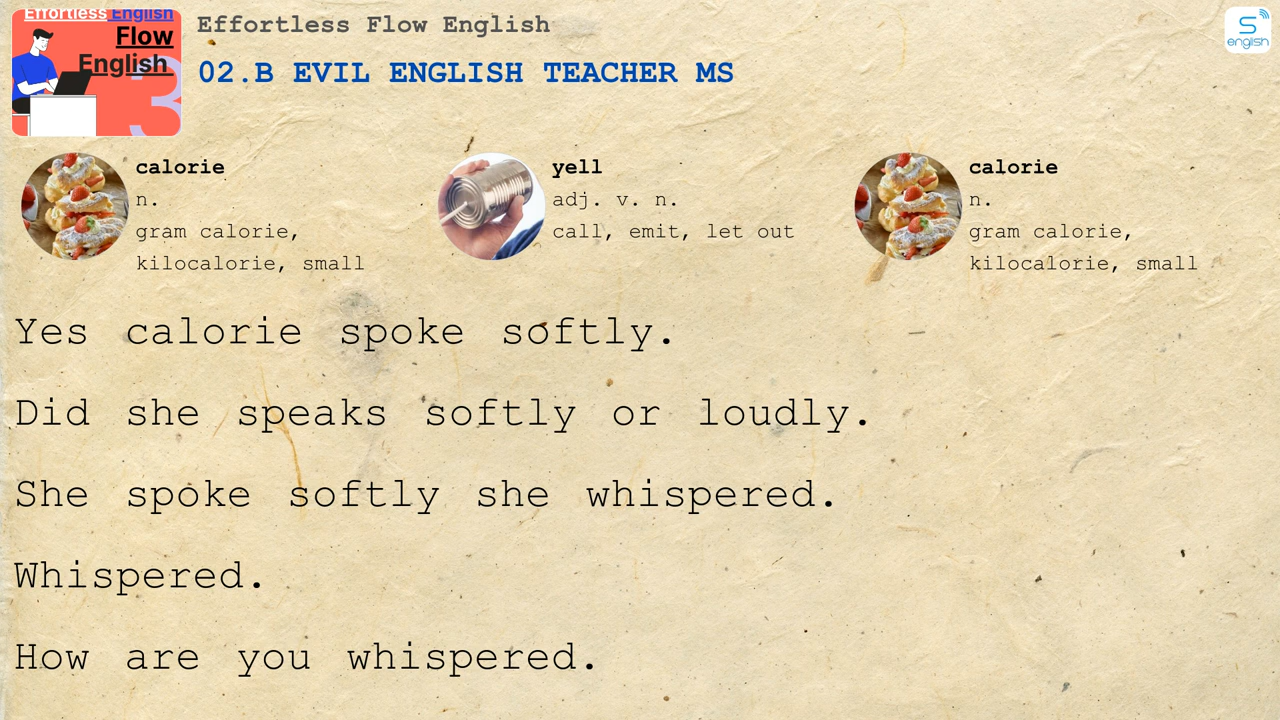 Effortless English
Flow
English
3
Effortless Flow English
02.B EVIL ENGLISH TEACHER MS
S
english
calorie
n.
gram calorie,
kilocalorie, small
yell
adj. v. n.
call, emit, let out
calorie
n.
gram calorie,
kilocalorie, small
Yes calorie spoke softly.
Did she speaks softly or loudly.
She spoke softly she whispered.
Whispered.
How are you whispered.